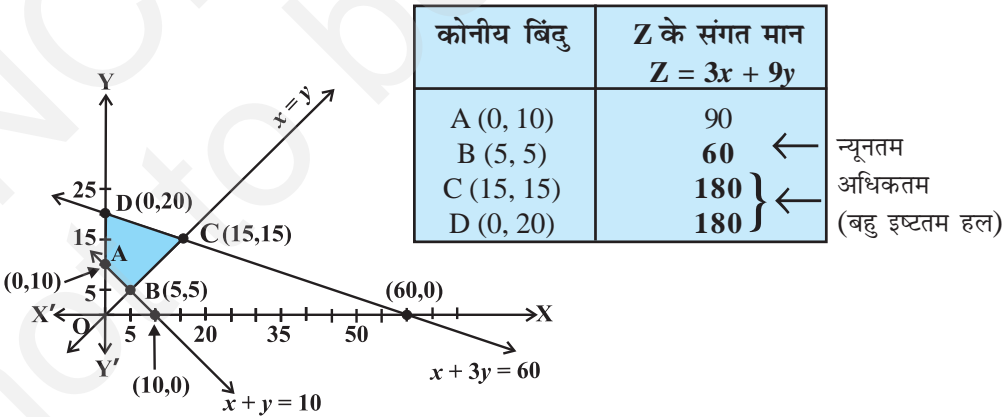 कोनीय बिंदु
Z के संगत मान
Z = 3x + 9y
A (0, 10)
90
B (5, 5)
60
न्यूनतम
C (15, 15)
180
अधिकतम
D (0, 20)
180
(बहु इष्टतम हल)
Y
x = y
25
D (0,20)
15
C (15,15)
A
(0,10)
5
B (5,5)
(60,0)
X′
O
5
20
35
50
X
Y′
(10,0)
x + y = 10
x + 3y = 60